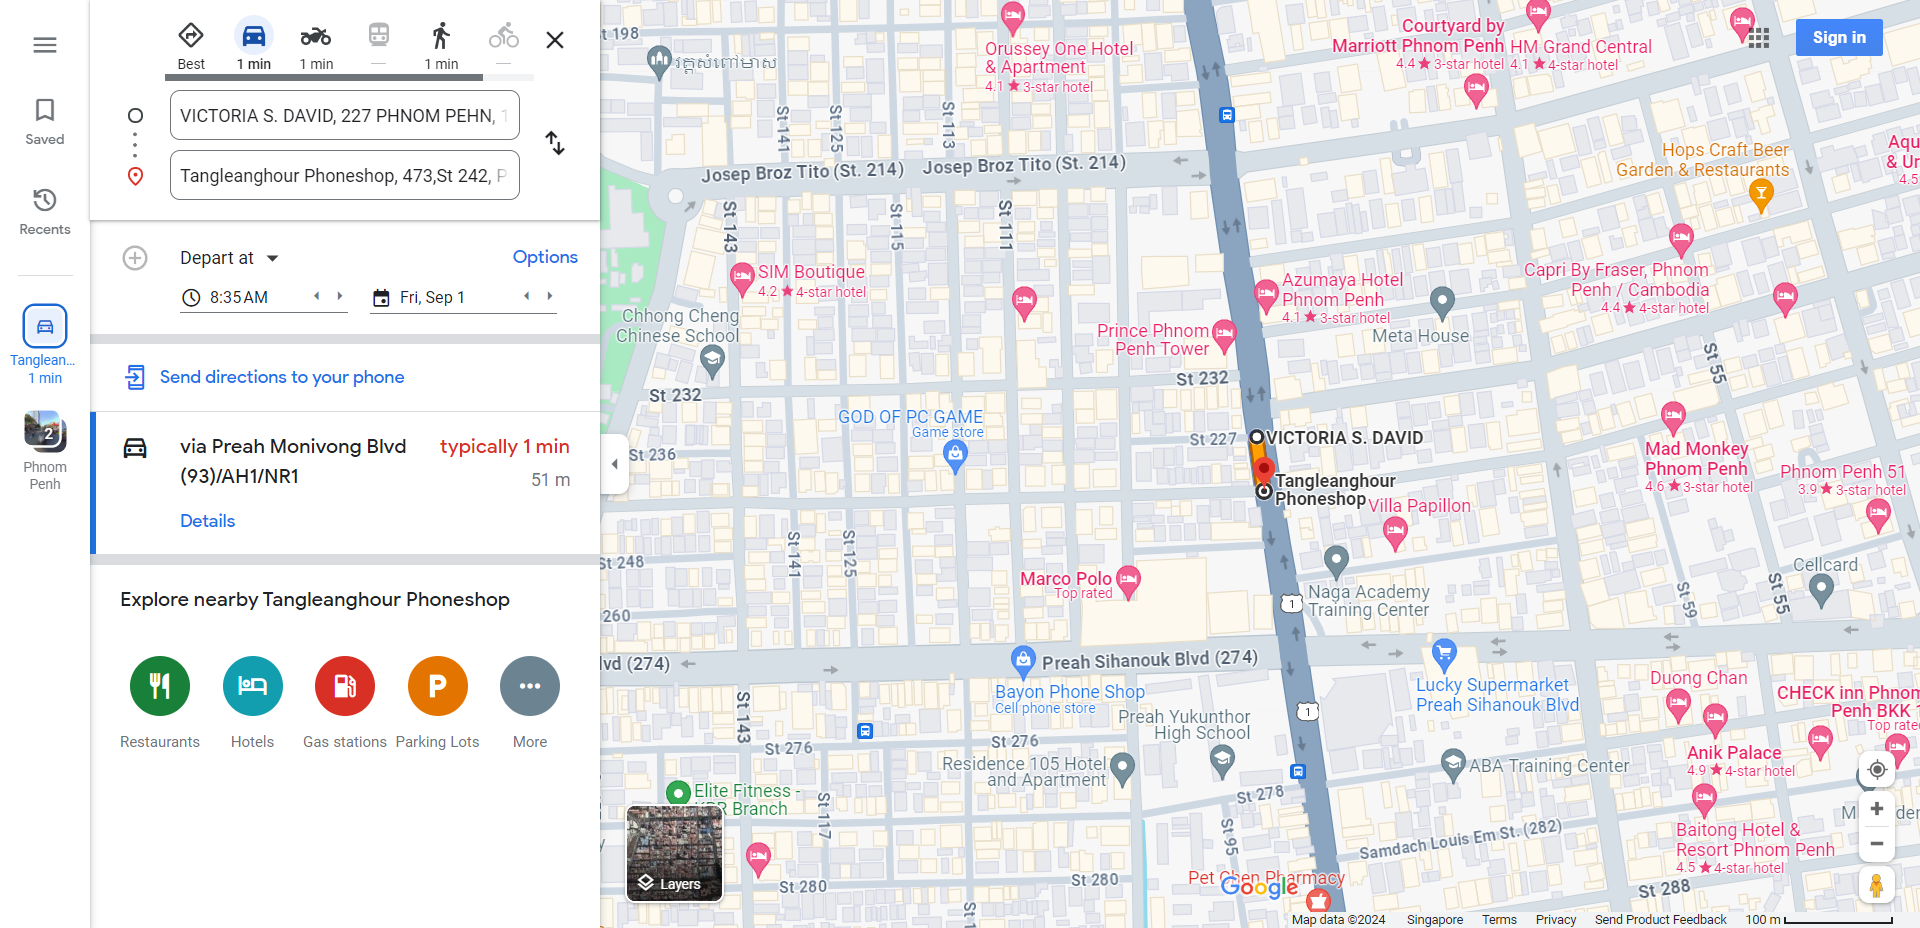 Saved
Recents
Tanglean...
1 min
2
Phnom
Penh
Best
1 min
1 min
—
1 min
—
VICTORIA S. DAVID, 227 PHNOM PEHN,
Tangleanghour Phoneshop, 473,St 242, P
Depart at
Options
8:35 AM
Fri, Sep 1
Send directions to your phone
via Preah Monivong Blvd
(93)/AH1/NR1
typically 1 min
51 m
Details
Explore nearby Tangleanghour Phoneshop
P
Restaurants
Hotels
Gas stations
Parking Lots
More
Sign in
t 198
វត្តសំពៅមាស
Orussey One Hotel
& Apartment
4.1 ★ 3-star hotel
Courtyard by
Marriott Phnom Penh
4.4 ★ 3-star hotel
HM Grand Central
4.1 ★ 4-star hotel
St 141
St 125
St 113
Josep Broz Tito (St. 214)
Josep Broz Tito (St. 214)
Hops Craft Beer
Garden & Restaurants
Aqu
& Ur
4.5
St 143
St 115
St 111
SIM Boutique
4.2 ★ 4-star hotel
Azumaya Hotel
Phnom Penh
4.1 ★ 3-star hotel
Capri By Fraser, Phnom
Penh / Cambodia
4.4 ★ 4-star hotel
Chhong Cheng
Chinese School
Prince Phnom
Penh Tower
Meta House
St 55
St 232
St 232
GOD OF PC GAME
Game store
St 227
VICTORIA S. DAVID
St 236
Tangleanghour
Phoneshop
Mad Monkey
Phnom Penh
4.6 ★ 3-star hotel
Phnom Penh 51
3.9 ★ 3-star hotel
Villa Papillon
St 141
St 125
St 248
Marco Polo
Top rated
Naga Academy
Training Center
1
Cellcard
St 59
St 55
260
lvd (274)
Preah Sihanouk Blvd (274)
Bayon Phone Shop
Cell phone store
Lucky Supermarket
Preah Sihanouk Blvd
Duong Chan
CHECK inn Phnom
Penh BKK 1
Top rated
St 143
1
Preah Yukunthor
High School
St 276
St 276
Residence 105 Hotel
and Apartment
ABA Training Center
Anik Palace
4.9 ★ 4-star hotel
Elite Fitness -
St 117
St 278
St 95
Samdach Louis Em St. (282)
Baitong Hotel &
Resort Phnom Penh
4.5 ★ 4-star hotel
Layers
St 280
St 280
Pet Chen Pharmacy
Google
St 288
Map data ©2024
Singapore
Terms
Privacy
Send Product Feedback
100 m